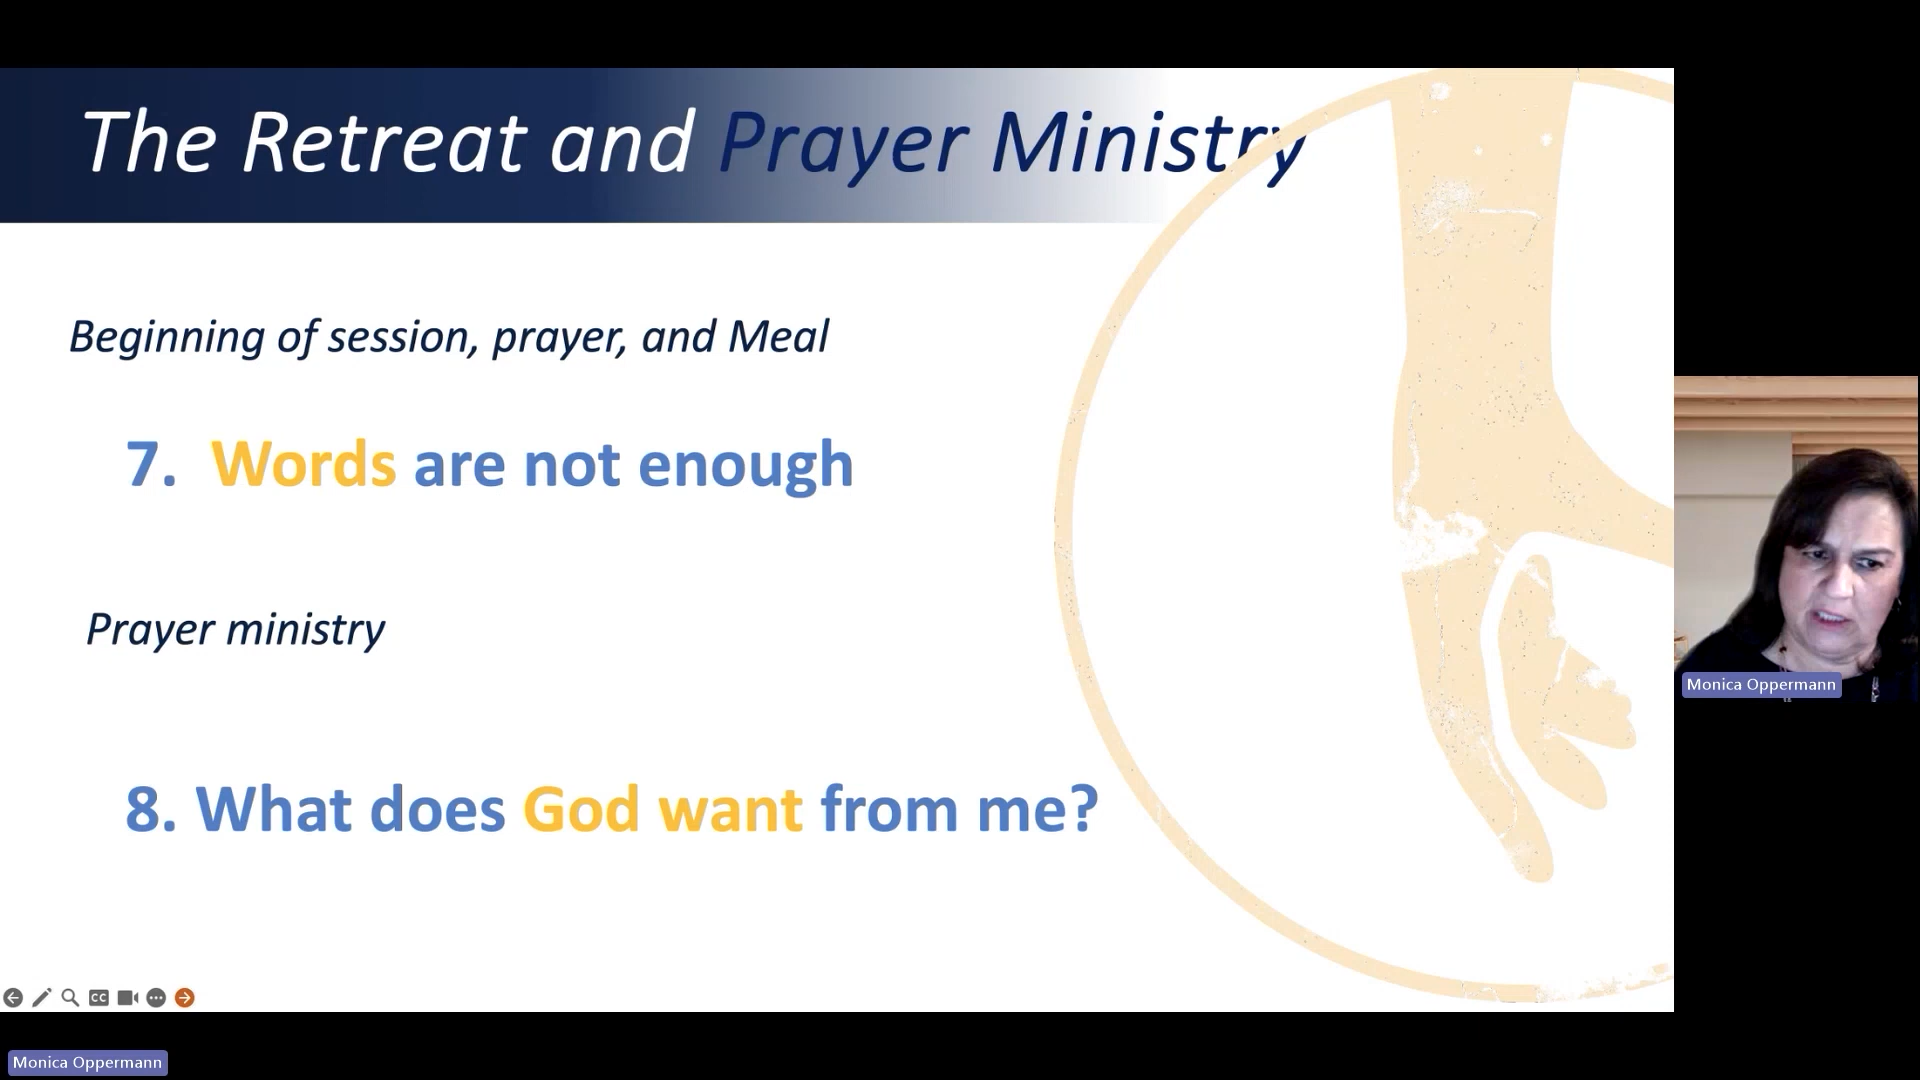 The Retreat and Prayer Ministry
Beginning of session, prayer, and Meal
7. Words are not enough
Prayer ministry
8. What does God want from me?
CC
Monica Oppermann
Monica Oppermann